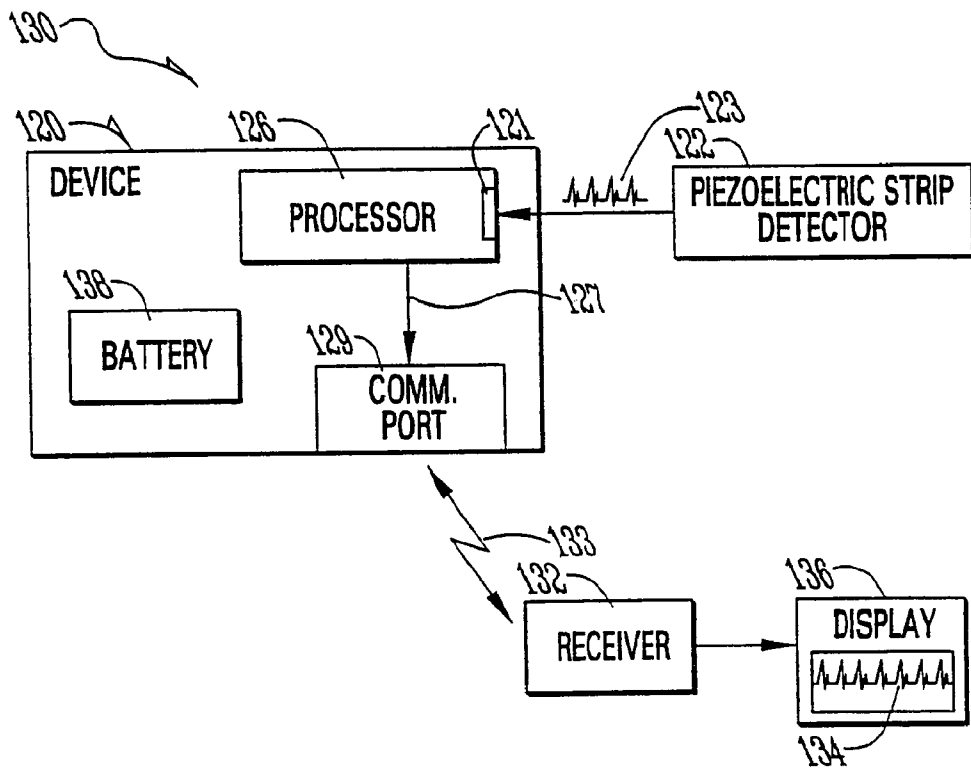 130
120
126
121
123
122
DEVICE
PROCESSOR
PIEZOELECTRIC STRIP
DETECTOR
138
127
BATTERY
129
COMM.
PORT
133
132
136
RECEIVER
DISPLAY
134